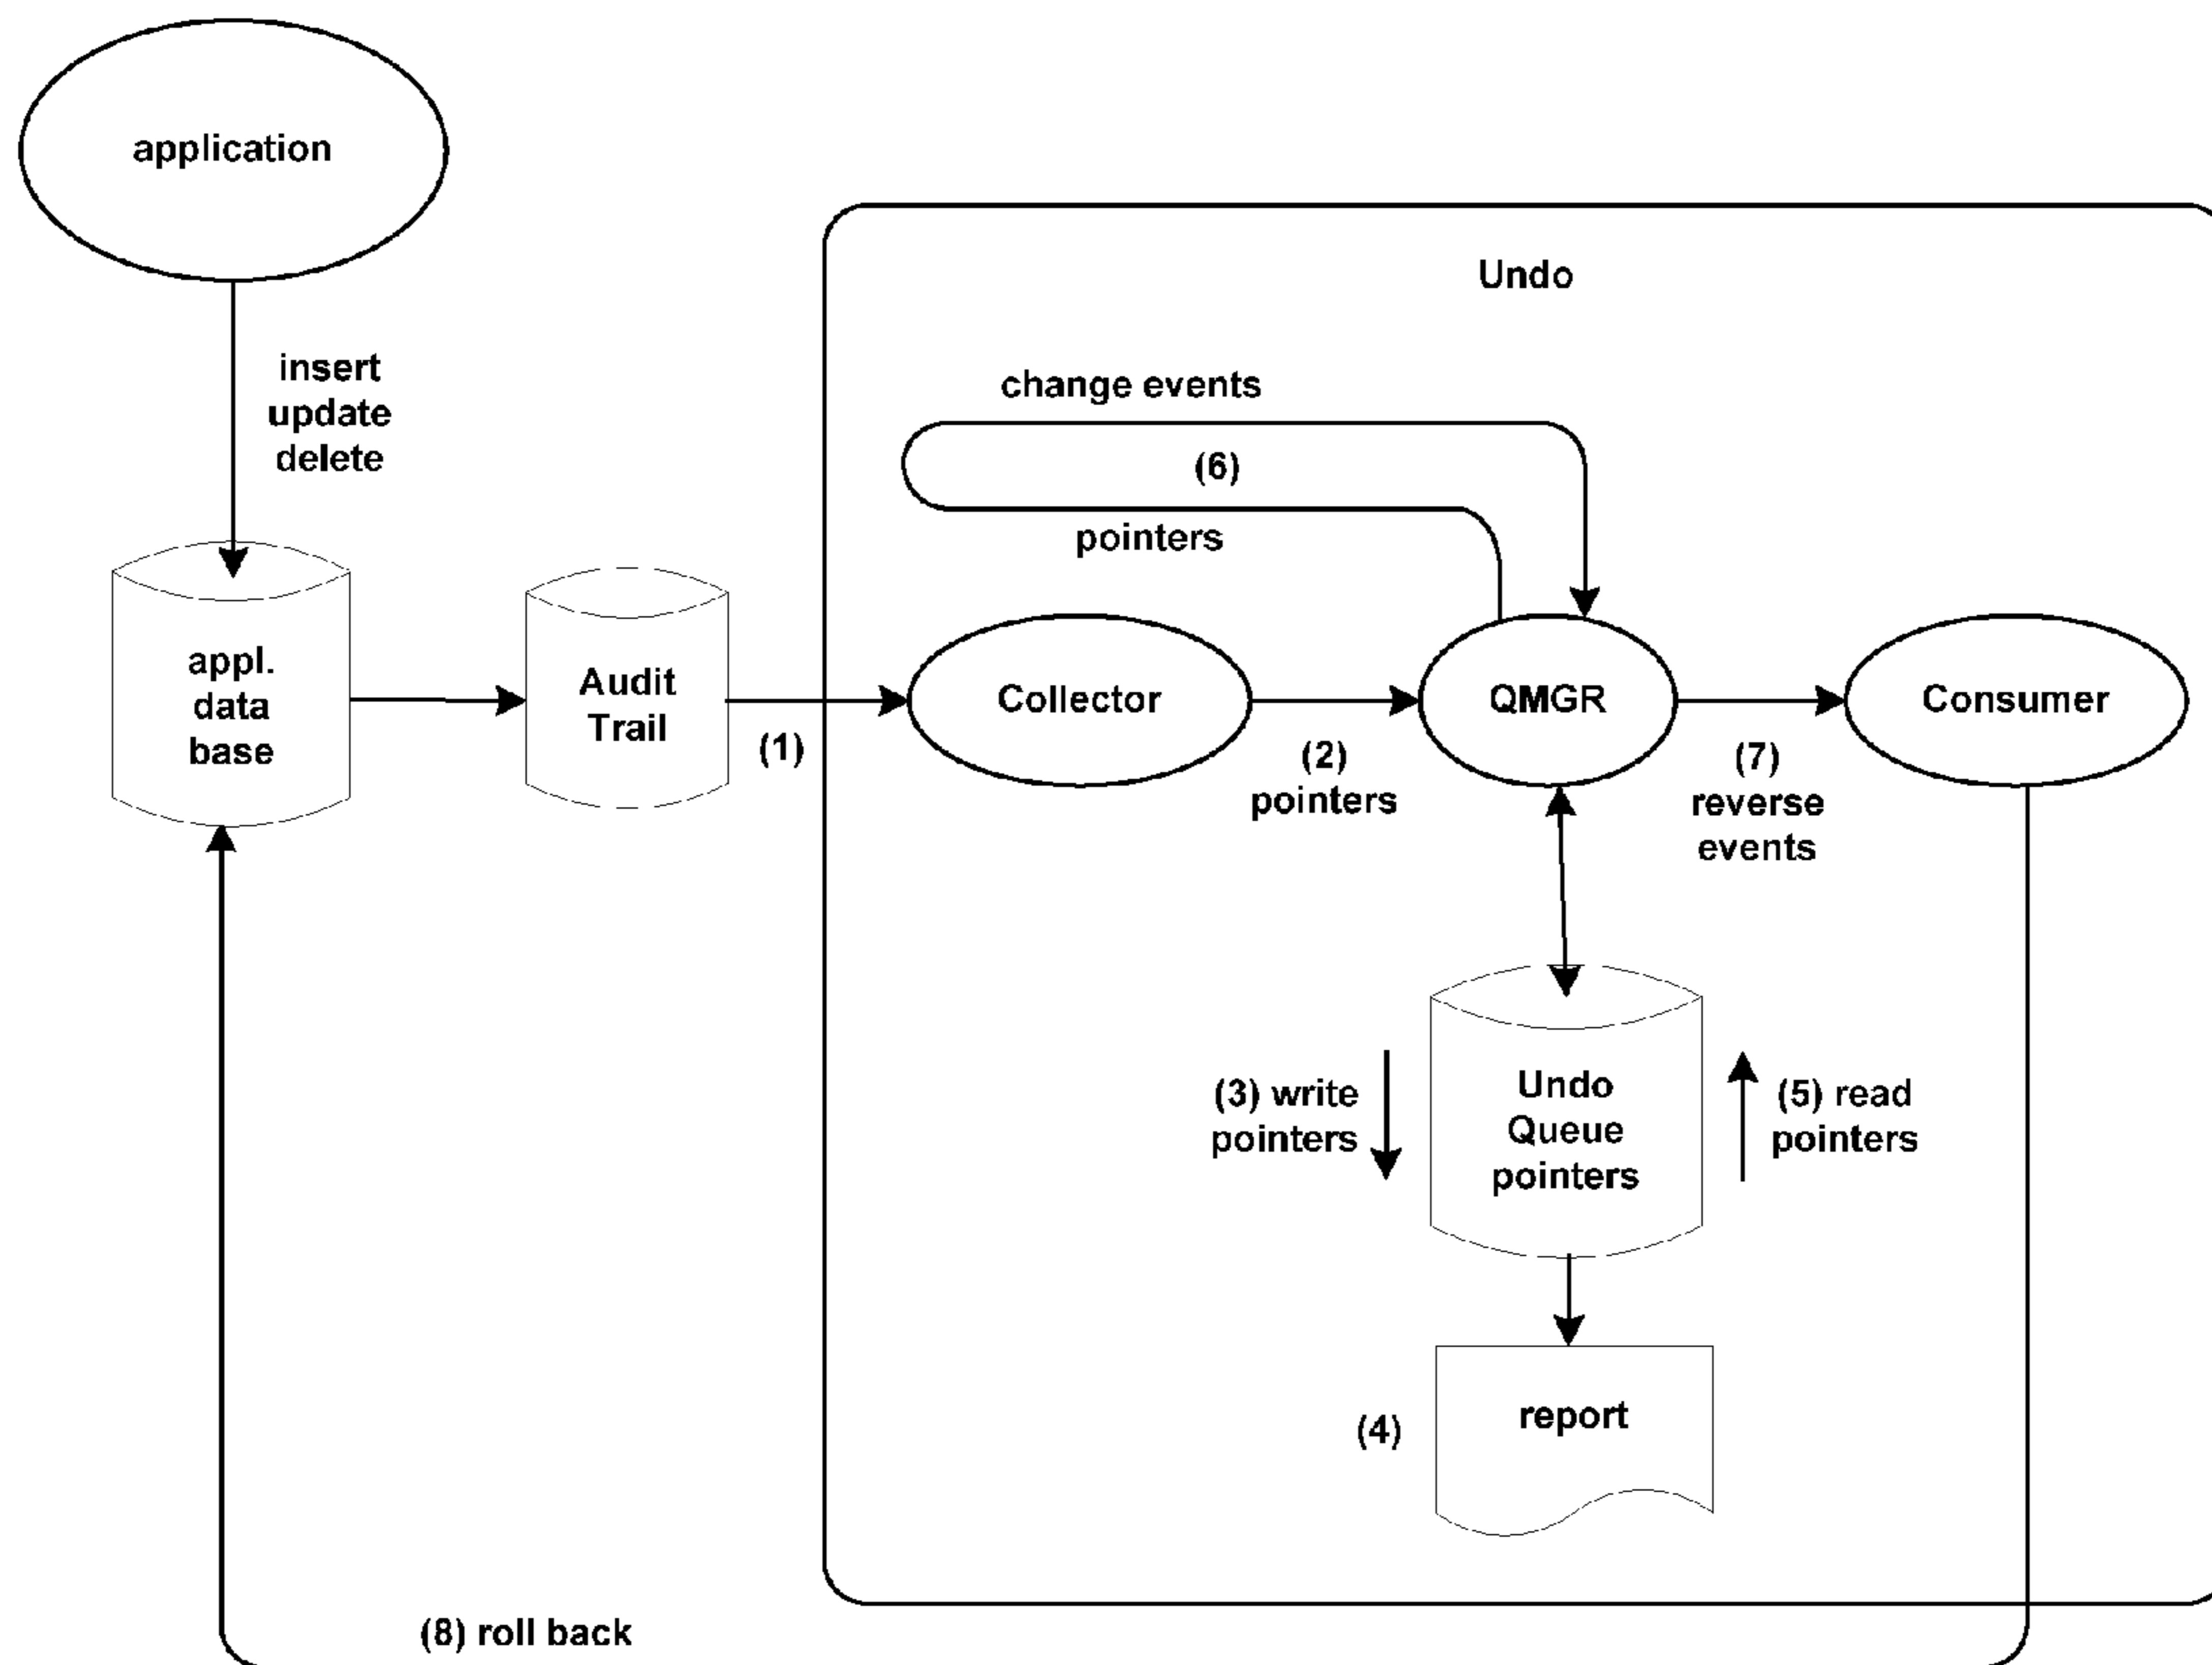 application
Undo
insert
update
delete
change events
(6)
pointers
appl.
data
base
Audit
Trail
(1)
Collector
(2)
pointers
QMGR
(7)
reverse
events
Consumer
(3) write
pointers
Undo
Queue
pointers
(5) read
pointers
(4)
report
(8) roll back